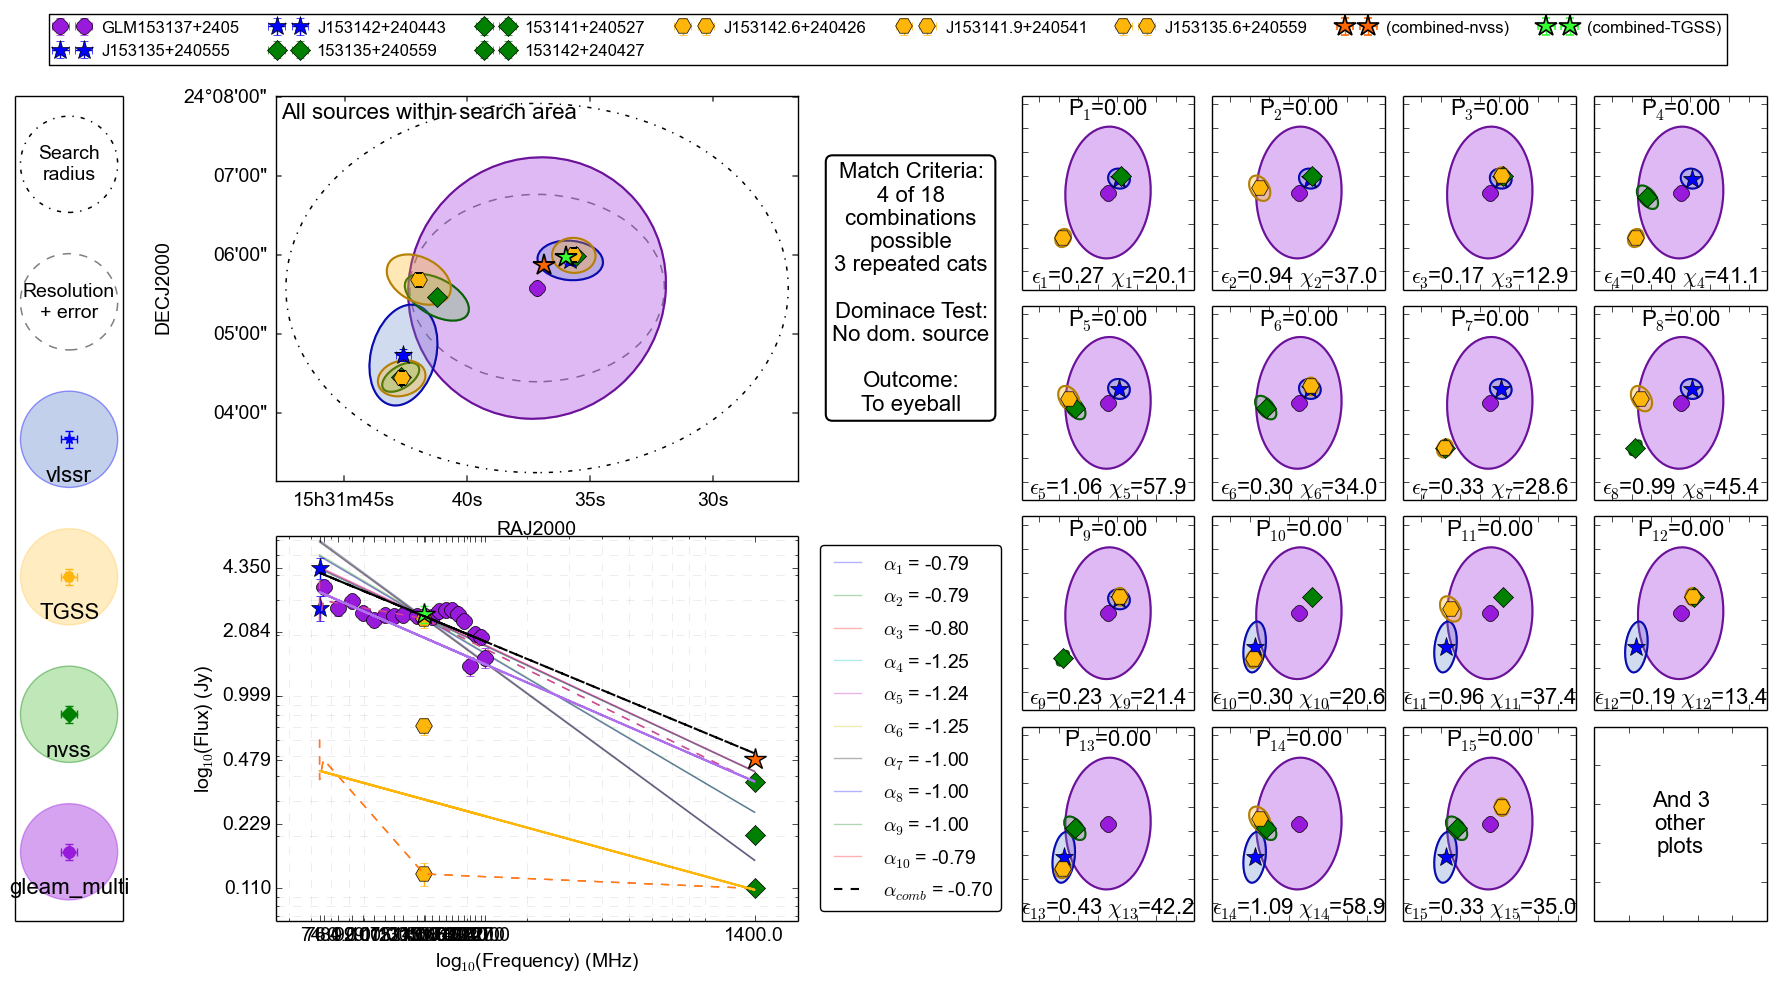 GLM153137+2405
J153142+240443
153141+240527
J153142.6+240426
J153141.9+240541
J153135.6+240559
(combined-nvss)
(combined-TGSS)
J153135+240555
153135+240559
153142+240427
Search
radius
Resolution
+ error
vlssr
TGSS
nvss
gleam_multi
All sources within search area
24°08'00"
07'00"
06'00"
05'00"
04'00"
DECJ2000
15h31m45s
40s
35s
30s
RAJ2000
Match Criteria:
4 of 18
combinations
possible
3 repeated cats
Dominace Test:
No dom. source
Outcome:
To eyeball
4.350
2.084
0.999
0.479
0.229
0.110
log₁₀(Flux) (Jy)
1400.0
log₁₀(Frequency) (MHz)
α₁ = -0.79
α₂ = -0.79
α₃ = -0.80
α₄ = -1.25
α₅ = -1.24
α₆ = -1.25
α₇ = -1.00
α₈ = -1.00
α₉ = -1.00
α₁₀ = -0.79
α_comb = -0.70
P₁=0.00
ϵ₁=0.27 χ₁=20.1
P₂=0.00
ϵ₂=0.94 χ₂=37.0
P₃=0.00
ϵ₃=0.17 χ₃=12.9
P₄=0.00
ϵ₄=0.40 χ₄=41.1
P₅=0.00
ϵ₅=1.06 χ₅=57.9
P₆=0.00
ϵ₆=0.30 χ₆=34.0
P₇=0.00
ϵ₇=0.33 χ₇=28.6
P₈=0.00
ϵ₈=0.99 χ₈=45.4
P₉=0.00
ϵ₉=0.23 χ₉=21.4
P₁₀=0.00
ϵ₁₀=0.30 χ₁₀=20.6
P₁₁=0.00
ϵ₁₁=0.96 χ₁₁=37.4
P₁₂=0.00
ϵ₁₂=0.19 χ₁₂=13.4
P₁₃=0.00
ϵ₁₃=0.43 χ₁₃=42.2
P₁₄=0.00
ϵ₁₄=1.09 χ₁₄=58.9
P₁₅=0.00
ϵ₁₅=0.33 χ₁₅=35.0
And 3
other
plots